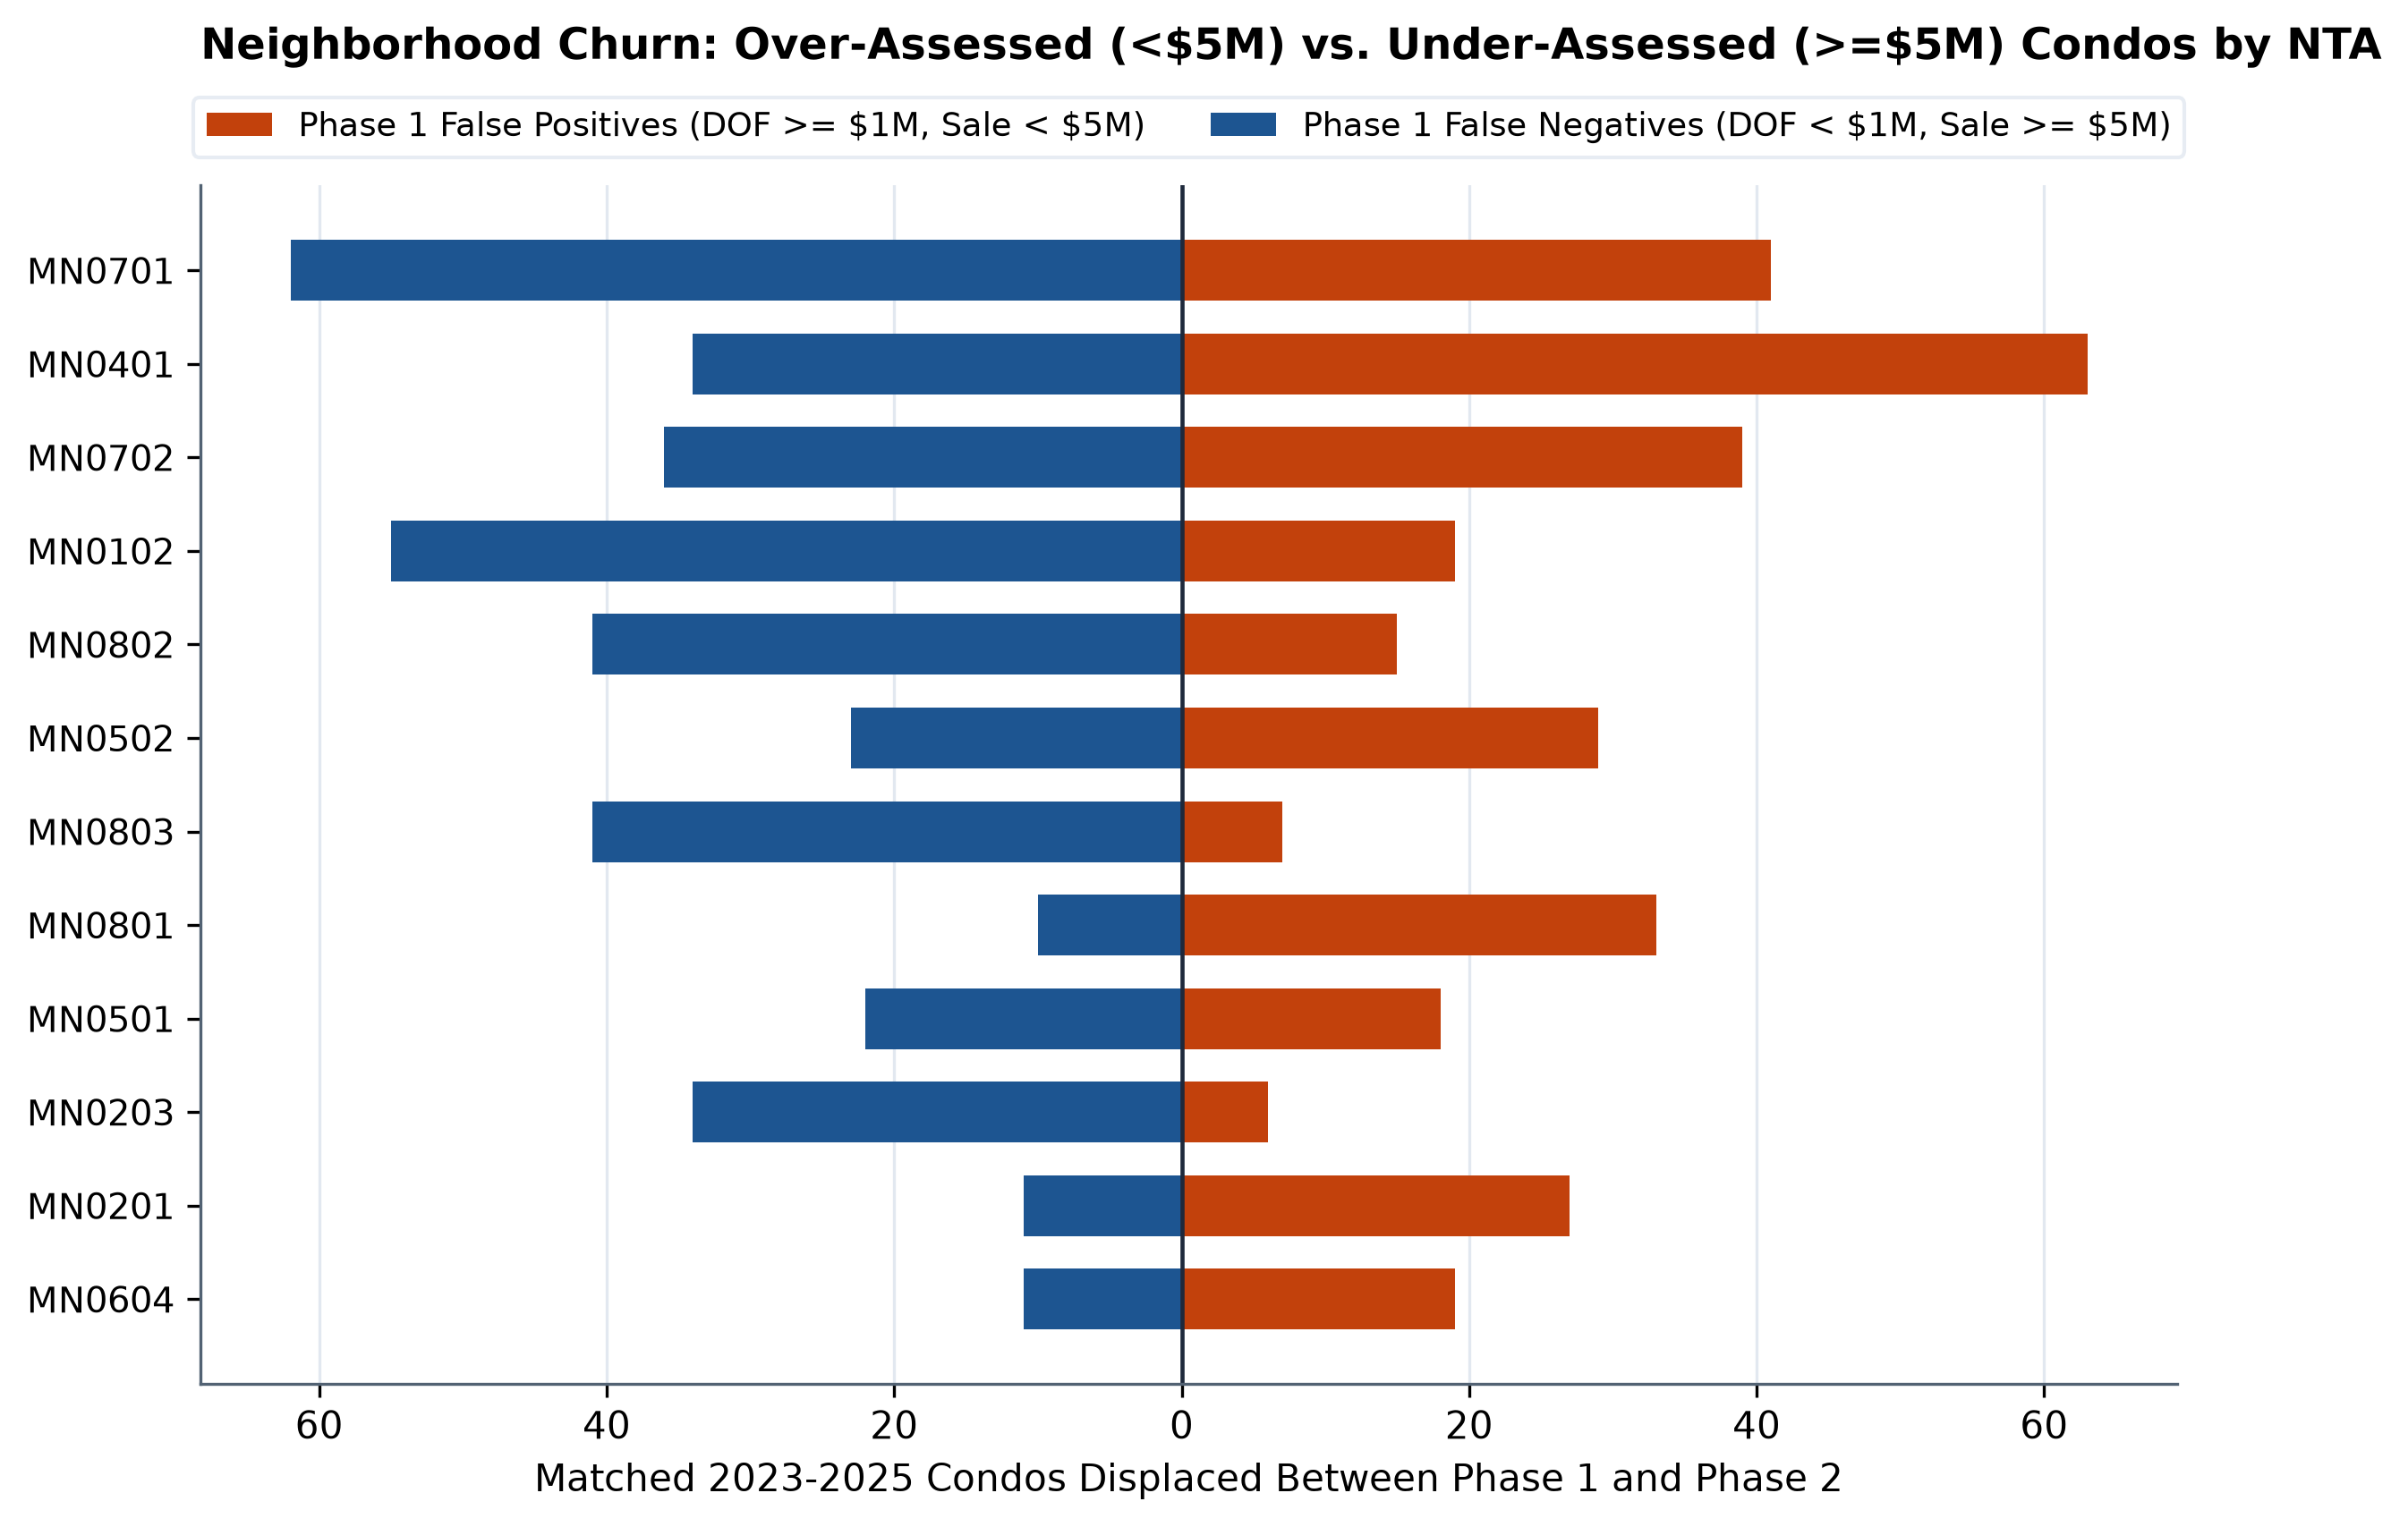 Neighborhood Churn: Over-Assessed (<$5M) vs. Under-Assessed (>=$5M) Condos by NTA
Phase 1 False Positives (DOF >= $1M, Sale < $5M) Phase 1 False Negatives (DOF < $1M, Sale >= $5M)
MN0701
MN0401
MN0702
MN0102
MN0802
MN0502
MN0803
MN0801
MN0501
MN0203
MN0201
MN0604
60 40 20 0 20 40 60
Matched 2023-2025 Condos Displaced Between Phase 1 and Phase 2